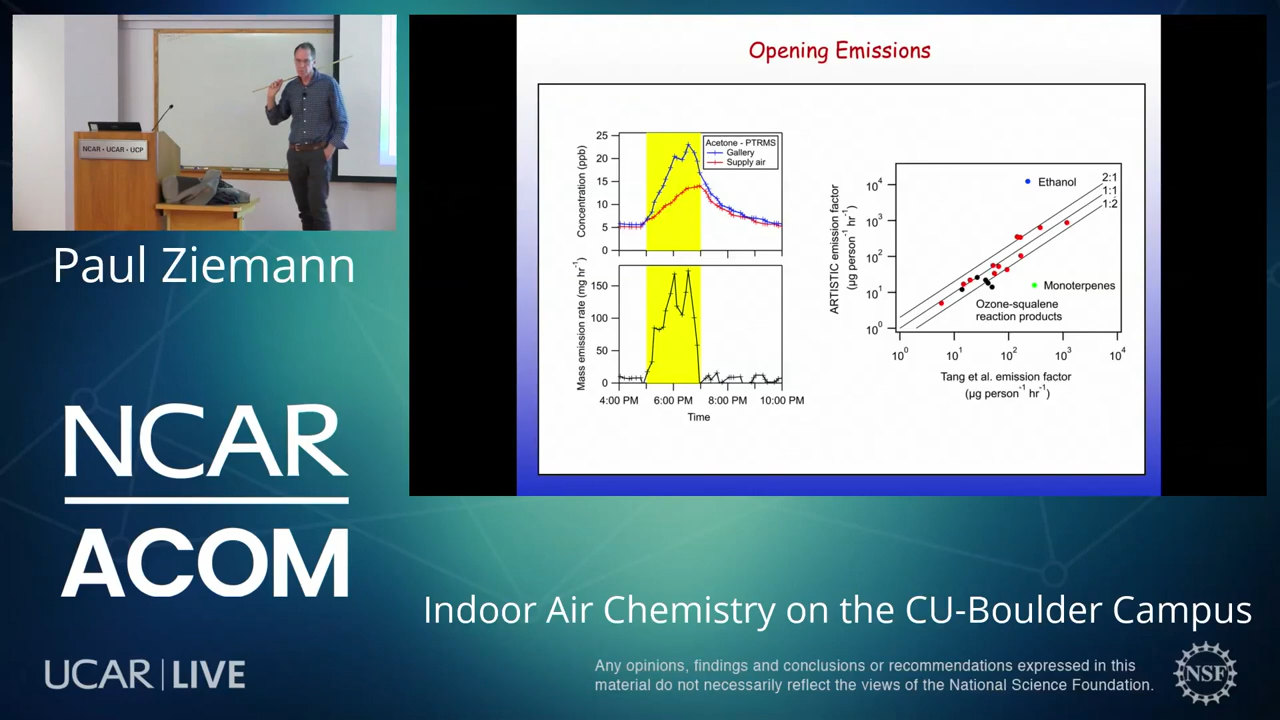 NCAR • UCAR • UCP
Paul Ziemann
NCAR
ACOM
UCAR | LIVE
Opening Emissions
Acetone - PTRMS
Gallery
Supply air
Concentration (ppb)
25
20
15
10
5
0
Mass emission rate (mg hr⁻¹)
150
100
50
0
4:00 PM
6:00 PM
8:00 PM
10:00 PM
Time
ARTISTIC emission factor
(µg person⁻¹ hr⁻¹)
10⁴
10³
10²
10¹
10⁰
Ethanol
2:1
1:1
1:2
Monoterpenes
Ozone-squalene
reaction products
10⁰
10¹
10²
10³
10⁴
Tang et al. emission factor
(µg person⁻¹ hr⁻¹)
Indoor Air Chemistry on the CU-Boulder Campus
Any opinions, findings and conclusions or recommendations expressed in this
material do not necessarily reflect the views of the National Science Foundation.
NSF